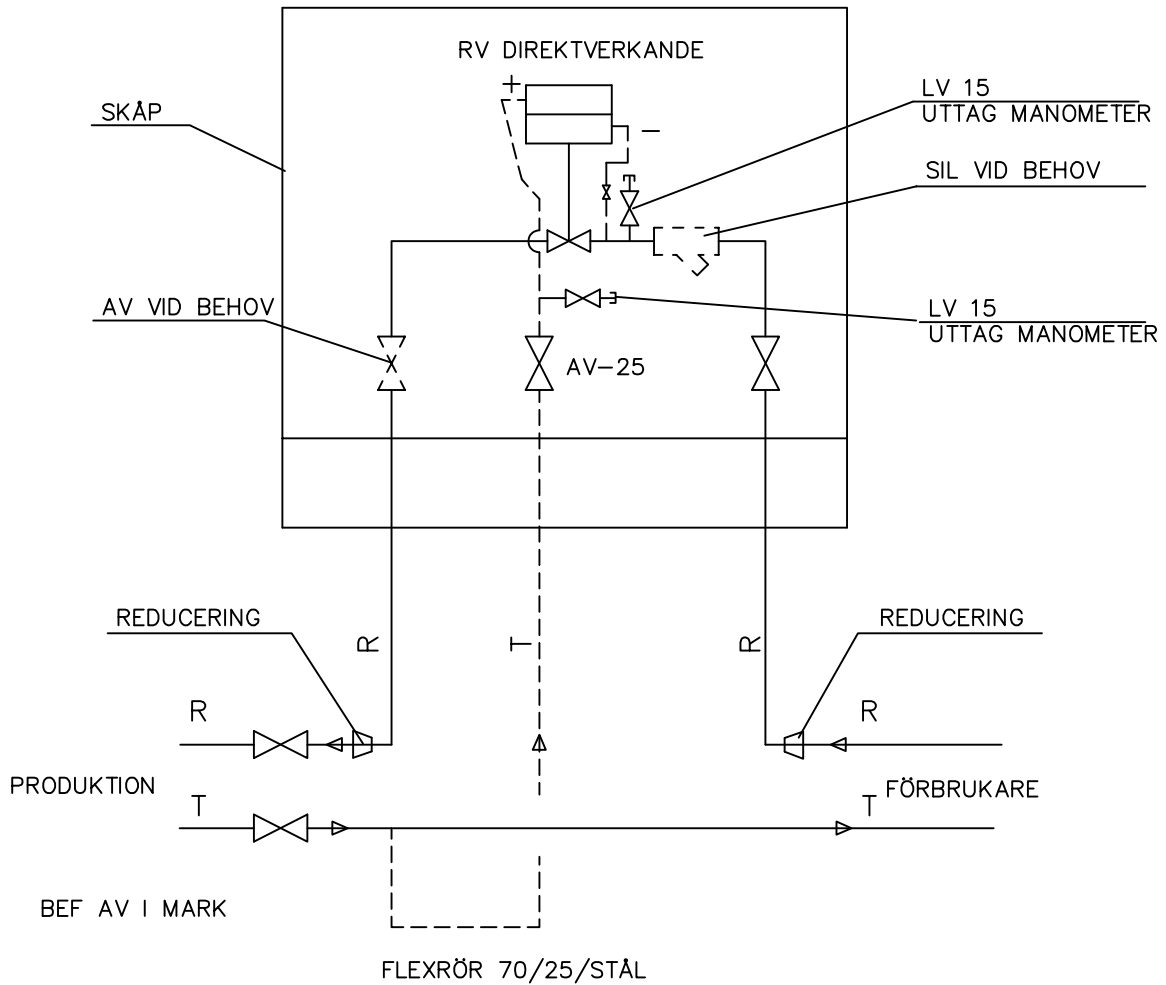 RV DIREKTVERKANDE
+
LV 15
UTTAG MANOMETER
SKÅP
−
SIL VID BEHOV
AV VID BEHOV
LV 15
UTTAG MANOMETER
AV−25
REDUCERING
R
T
R
REDUCERING
R
R
PRODUKTION
T
T
FÖRBRUKARE
BEF AV I MARK
FLEXRÖR 70/25/STÅL